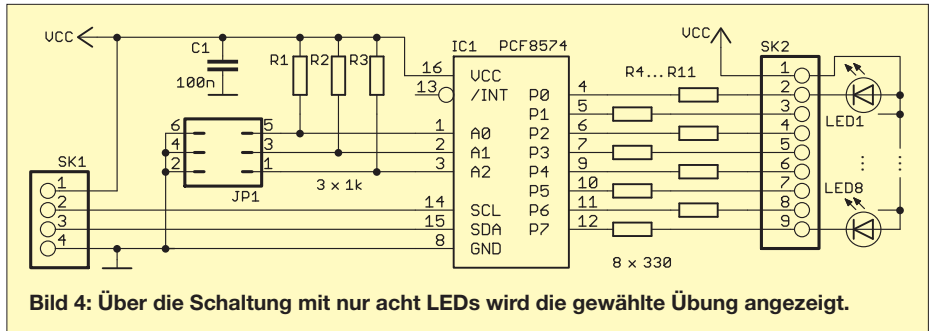 VCC
C1
100n
R1 R2 R3
IC1 PCF8574
VCC
SK2
16 VCC
13 /INT
1 A0
2 A1
3 A2
14 SCL
15 SDA
8 GND
P0 4
P1 5
P2 6
P3 7
P4 9
P5 10
P6 11
P7 12
R4...R11
8 x 330
1
2
3
4
5
6
7
8
9
LED1
... ...
LED8
6 5
4 3
2 1
JP1
3 x 1k
SK1
1
2
3
4
Bild 4: Über die Schaltung mit nur acht LEDs wird die gewählte Übung angezeigt.